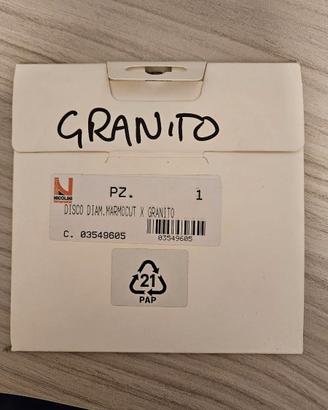 GRANITO
NICOLINI
PZ. 1
DISCO DIAM.MARMOCUT X GRANITO
C. 03549605
03549605
21
PAP